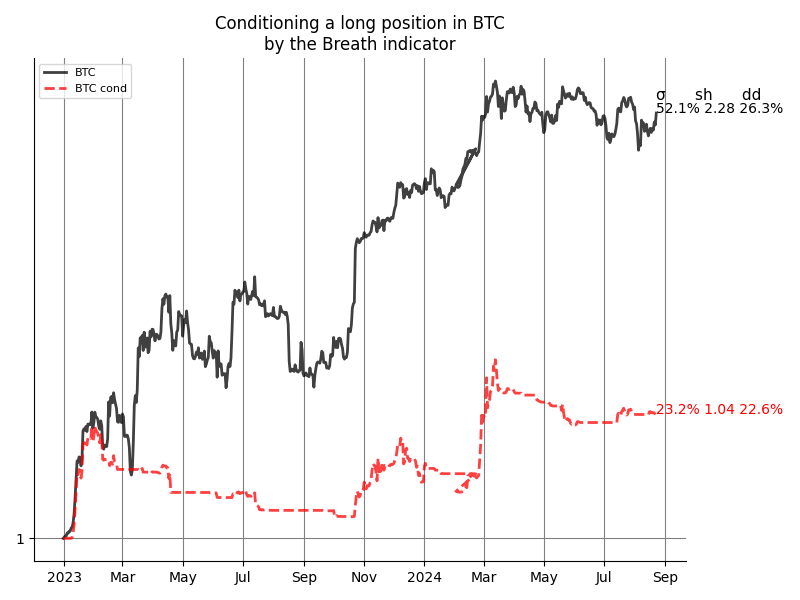 Conditioning a long position in BTC
by the Breath indicator
BTC
BTC cond
σ sh dd
52.1% 2.28 26.3%
23.2% 1.04 22.6%
1
2023 Mar May Jul Sep Nov 2024 Mar May Jul Sep